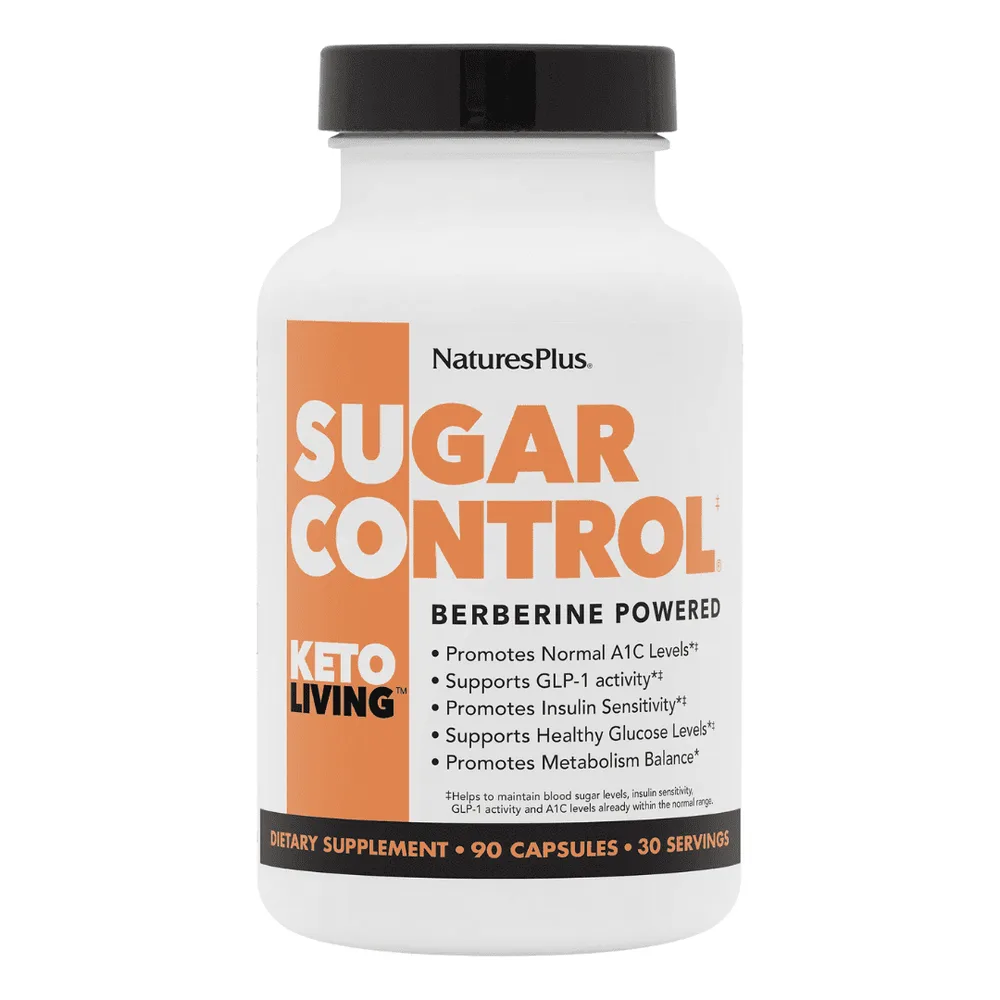 NaturesPlus®
SUGAR
CONTROL‡
BERBERINE POWERED
KETO
LIVING™
• Promotes Normal A1C Levels*‡
• Supports GLP-1 activity*‡
• Promotes Insulin Sensitivity*‡
• Supports Healthy Glucose Levels*‡
• Promotes Metabolism Balance*
‡Helps to maintain blood sugar levels, insulin sensitivity,
GLP-1 activity and A1C levels already within the normal range.
DIETARY SUPPLEMENT • 90 CAPSULES • 30 SERVINGS